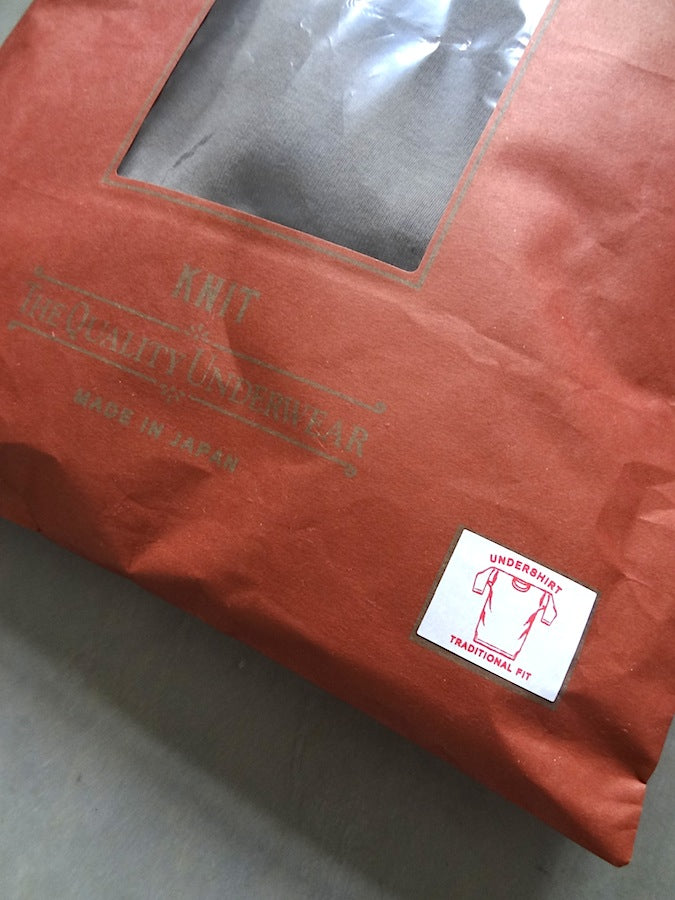 KNIT
THE QUALITY UNDERWEAR
MADE IN JAPAN
UNDERSHIRT
TRADITIONAL FIT